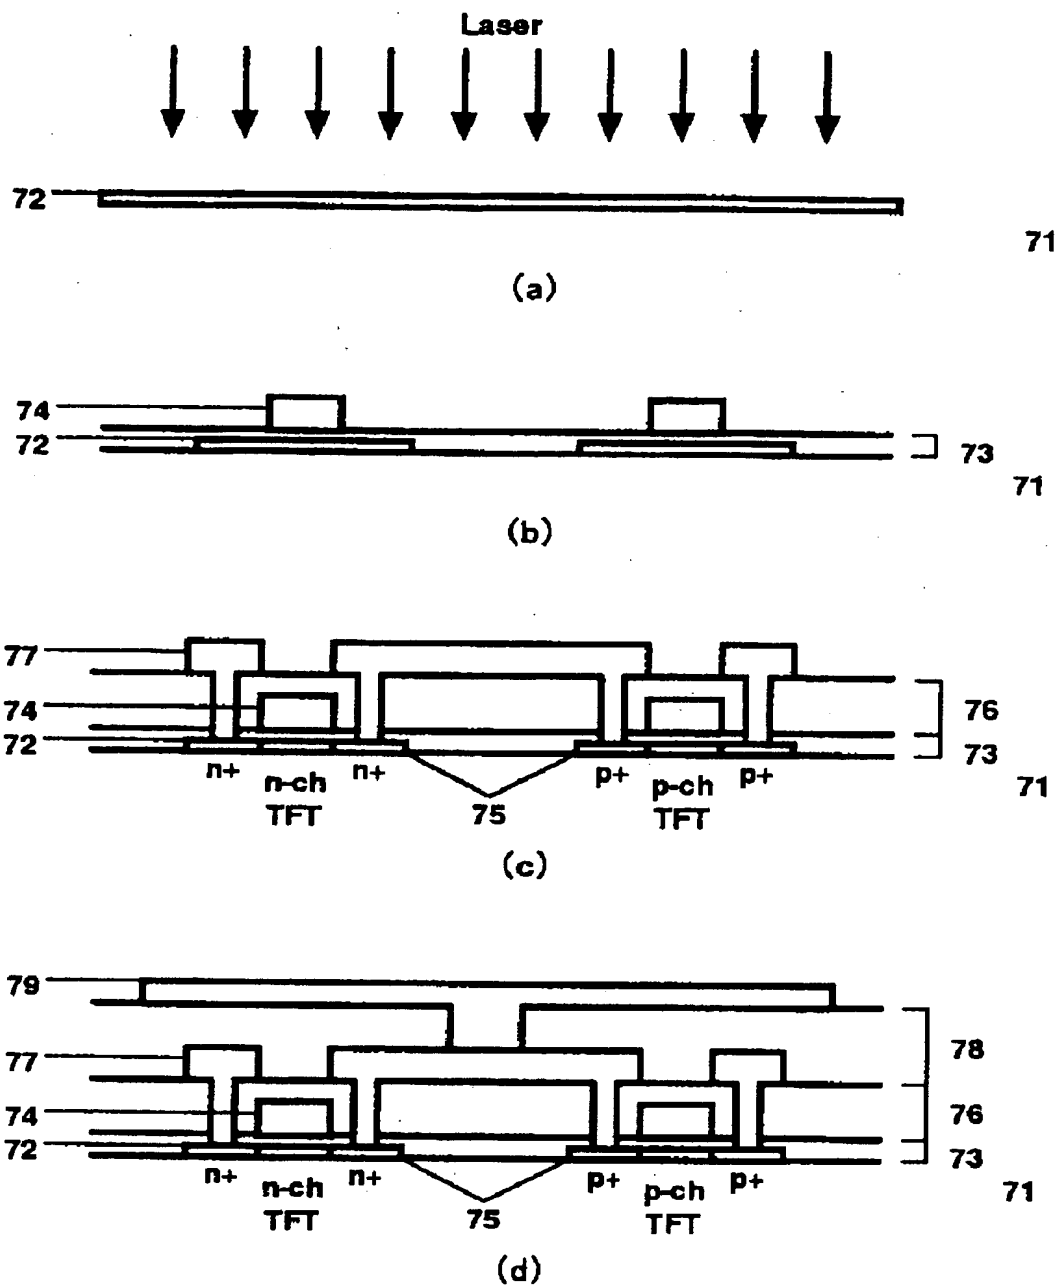 Laser
72
71
(a)
74
72
73
71
(b)
77
74
72
76
73
n+ n+ p+ p+
n-ch p-ch
TFT TFT
75
71
(c)
79
77
74
72
78
76
73
n+ n+ p+ p+
n-ch p-ch
TFT TFT
75
71
(d)